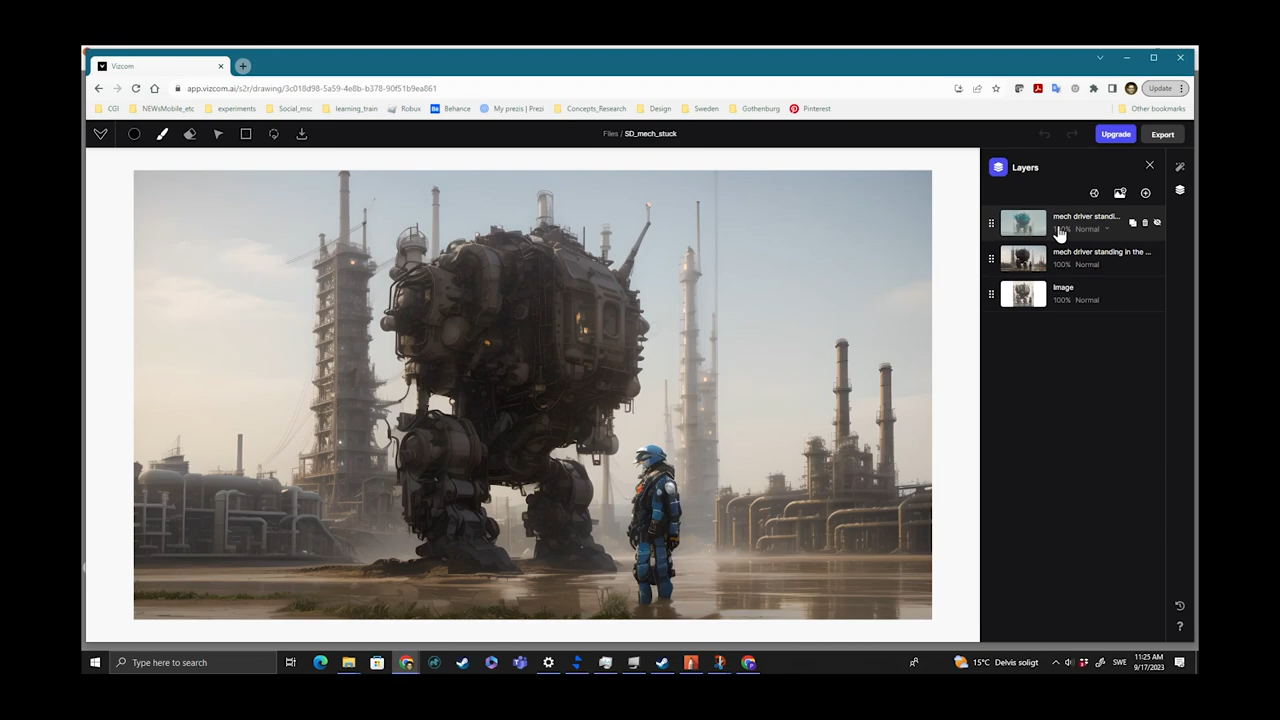 Vizcom
app.vizcom.ai/s2r/drawing/3c018d98-5a59-4e8b-b378-90f51b9ea861
Update
CGI
NEWsMobile_etc
experiments
Social_msc
learning_train
Roubux
Behance
My prezis | Prezi
Concepts_Research
Design
Sweden
Gothenburg
Pinterest
Other bookmarks
Files / SD_mech_stuck
Upgrade
Export
Layers
mech driver standi...
Normal
mech driver standing in the ...
100% Normal
Image
100% Normal
Type here to search
15°C Delvis soligt
SWE
11:25 AM
9/17/2023